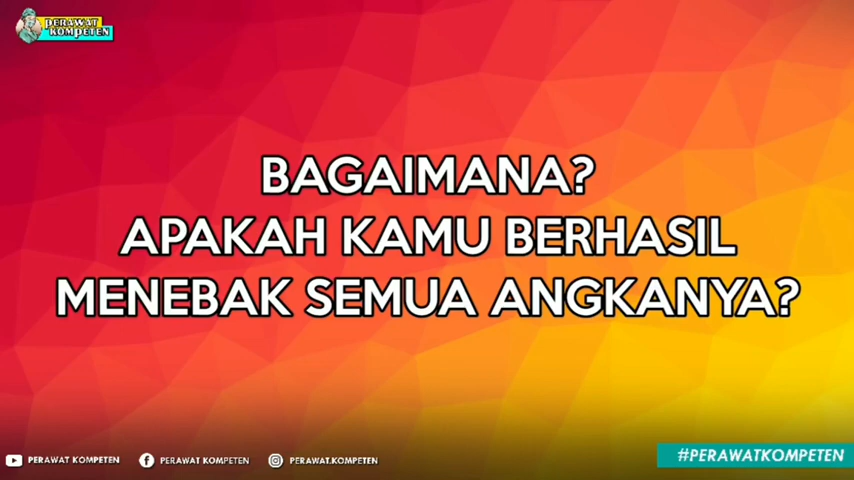 PERAWAT
KOMPETEN
BAGAIMANA?
APAKAH KAMU BERHASIL
MENEBAK SEMUA ANGKANYA?
PERAWAT KOMPETEN
PERAWAT KOMPETEN
PERAWAT.KOMPETEN
#PERAWATKOMPETEN